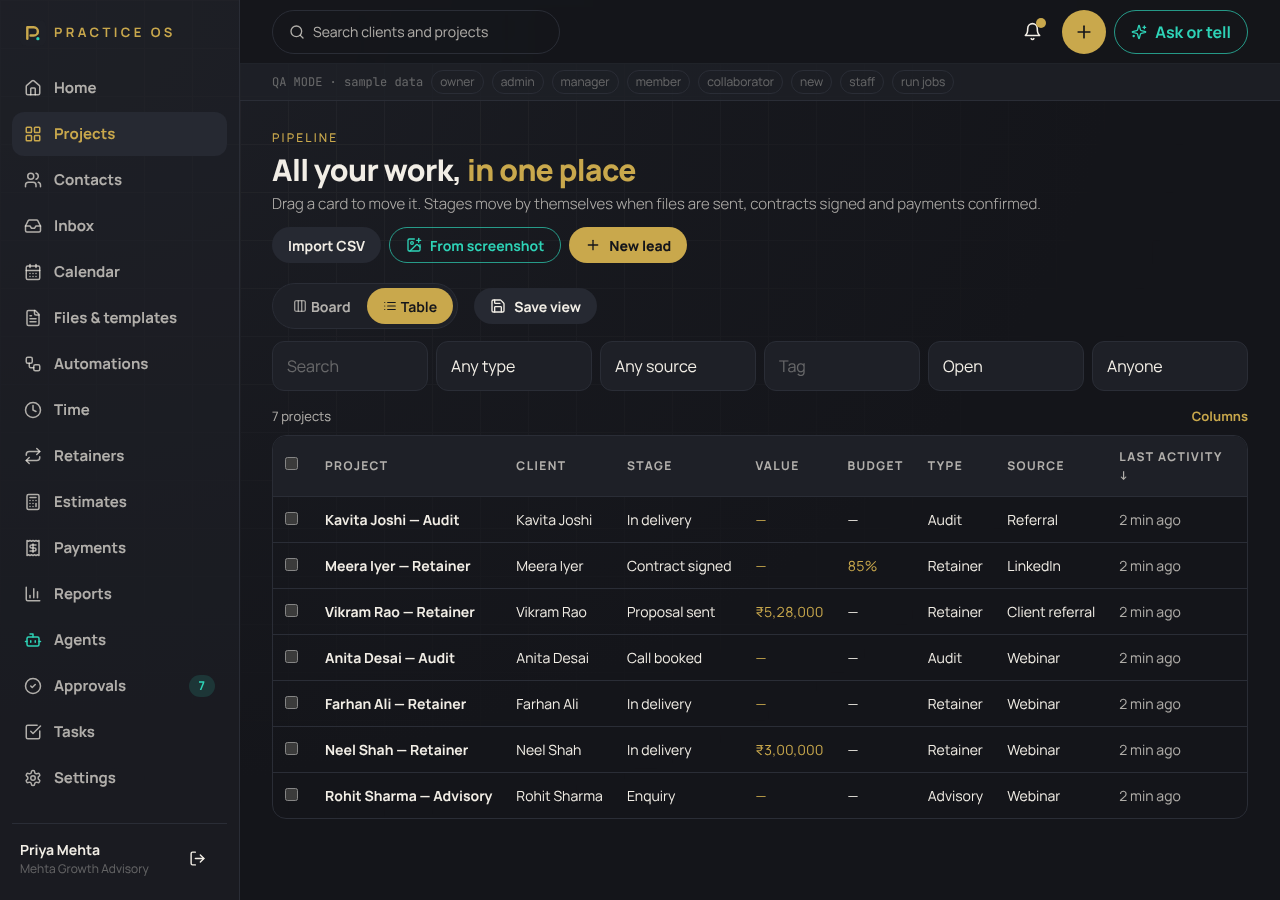 PRACTICE OS
Home
Projects
Contacts
Inbox
Calendar
Files & templates
Automations
Time
Retainers
Estimates
Payments
Reports
Agents
Approvals 7
Tasks
Settings
Priya Mehta
Mehta Growth Advisory
Search clients and projects
Ask or tell
QA MODE · sample data owner admin manager member collaborator new staff run jobs
PIPELINE
All your work, in one place
Drag a card to move it. Stages move by themselves when files are sent, contracts signed and payments confirmed.
Import CSV From screenshot + New lead
Board Table Save view
Search Any type Any source Tag Open Anyone
7 projects Columns
PROJECT CLIENT STAGE VALUE BUDGET TYPE SOURCE LAST ACTIVITY ↓
Kavita Joshi — Audit Kavita Joshi In delivery — — Audit Referral 2 min ago
Meera Iyer — Retainer Meera Iyer Contract signed — 85% Retainer LinkedIn 2 min ago
Vikram Rao — Retainer Vikram Rao Proposal sent ₹5,28,000 — Retainer Client referral 2 min ago
Anita Desai — Audit Anita Desai Call booked — — Audit Webinar 2 min ago
Farhan Ali — Retainer Farhan Ali In delivery — — Retainer Webinar 2 min ago
Neel Shah — Retainer Neel Shah In delivery ₹3,00,000 — Retainer Webinar 2 min ago
Rohit Sharma — Advisory Rohit Sharma Enquiry — — Advisory Webinar 2 min ago